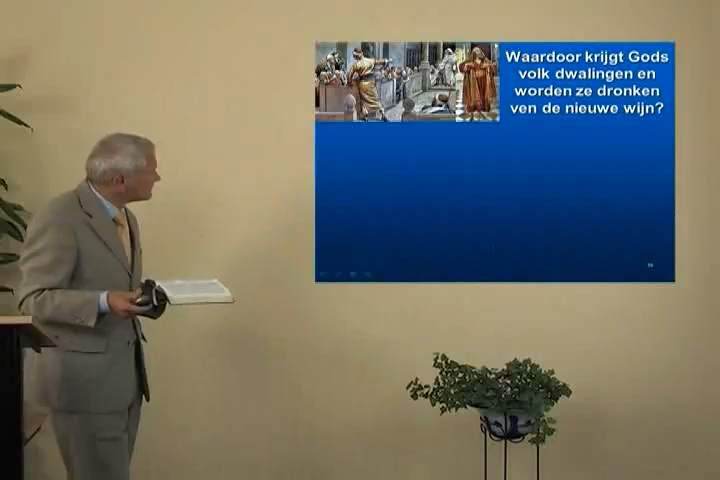 Waardoor krijgt Gods
volk dwalingen en
worden ze dronken
ven de nieuwe wijn?